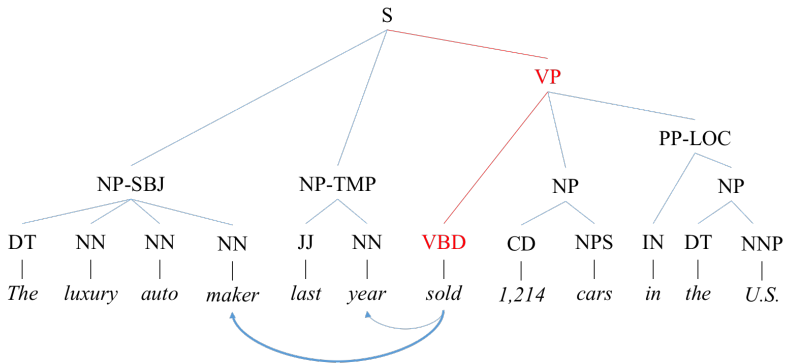 S
VP
PP-LOC
NP-SBJ NP-TMP NP NP
DT NN NN NN JJ NN VBD CD NPS IN DT NNP
The luxury auto maker last year sold 1,214 cars in the U.S.